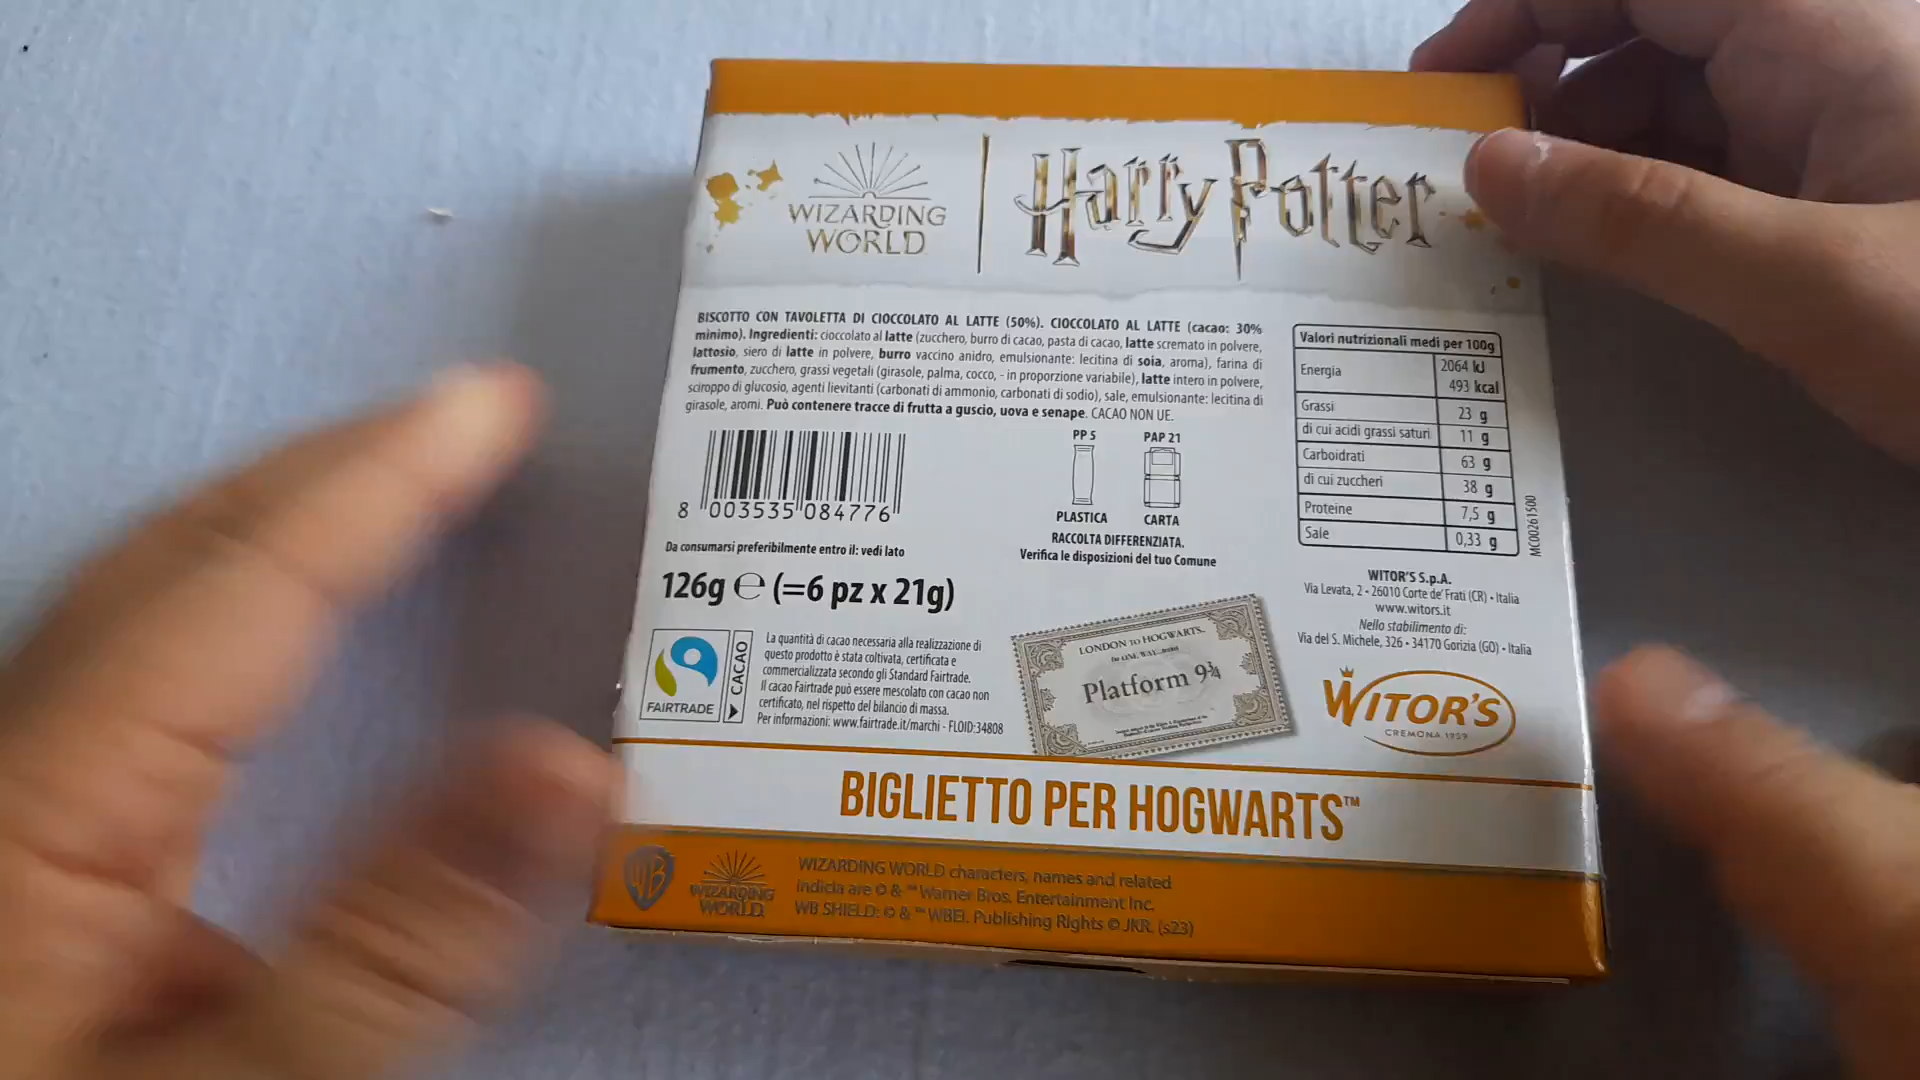 WIZARDING
WORLD
Harry Potter
BISCOTTO CON TAVOLETTA DI CIOCCOLATO AL LATTE (50%). CIOCCOLATO AL LATTE (cacao: 30%
minimo). Ingredienti: cioccolato al latte (zucchero, burro di cacao, pasta di cacao, latte scremato in polvere,
lattosio, siero di latte in polvere, burro vaccino anidro, emulsionante: lecitina di soia, aroma), farina di
frumento, zucchero, grassi vegetali (girasole, palma, cocco, - in proporzione variabile), latte intero in polvere,
sciroppo di glucosio, agenti lievitanti (carbonati di ammonio, carbonati di sodio), sale, emulsionante: lecitina di
girasole, aromi. Può contenere tracce di frutta a guscio, uova e senape. CACAO NON UE.
Valori nutrizionali medi per 100g
Energia 2064 kJ
493 kcal
Grassi 23 g
di cui acidi grassi saturi 11 g
Carboidrati 63 g
di cui zuccheri 38 g
Proteine 7,5 g
Sale 0,33 g
MC00261500
8 003535 084776
PP 5 PAP 21
PLASTICA CARTA
RACCOLTA DIFFERENZIATA.
Verifica le disposizioni del tuo Comune
Da consumarsi preferibilmente entro il: vedi lato
126g e (=6 pz x 21g)
WITOR'S S.p.A.
Via Levata, 2 - 26010 Corte de' Frati (CR) - Italia
www.witors.it
Nello stabilimento di:
Via del S. Michele, 326 - 34170 Gorizia (GO) - Italia
FAIRTRADE
CACAO
La quantità di cacao necessaria alla realizzazione di
questo prodotto è stata coltivata, certificata e
commercializzata secondo gli Standard Fairtrade.
Il cacao Fairtrade può essere mescolato con cacao non
certificato, nel rispetto del bilancio di massa.
Per informazioni: www.fairtrade.it/marchi - FLOID:34808
LONDON TO HOGWARTS
for ONE WAY
Platform 9¾
WITOR'S
CREMONA 1959
BIGLIETTO PER HOGWARTS™
WB
WIZARDING
WORLD
WIZARDING WORLD characters, names and related
indicia are © & ™ Warner Bros. Entertainment Inc.
WB SHIELD: © & ™ WBEI. Publishing Rights © JKR. (s23)